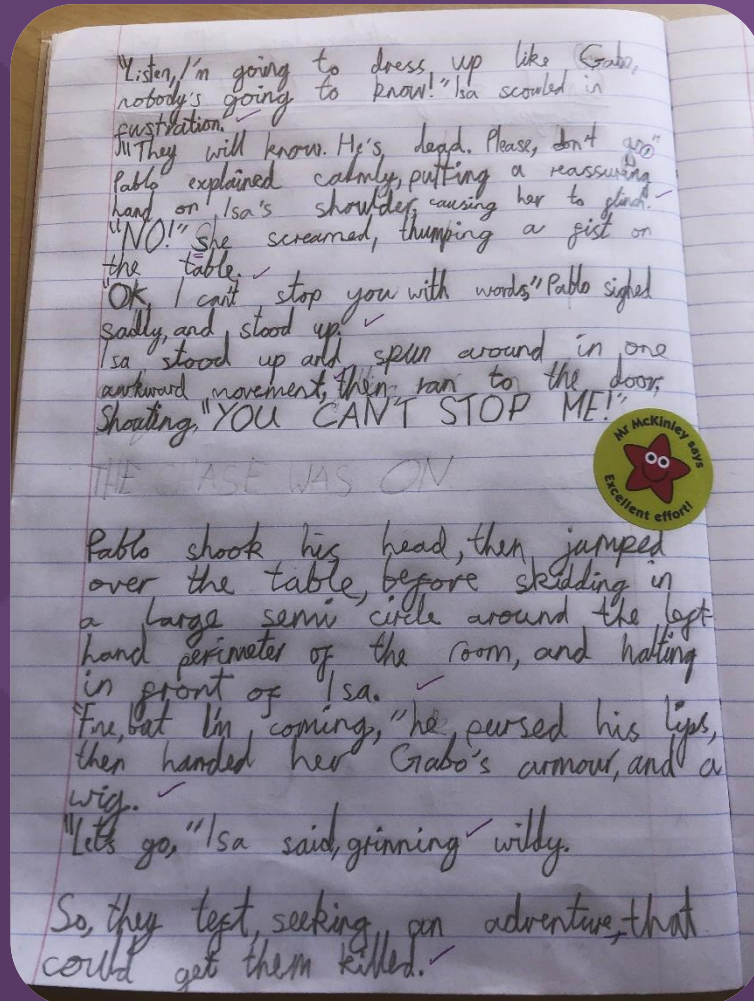 "Listen, I'm going to dress up like Gabo,
nobody's going to know!" Isa scowled in
fustration.
"They will know. He's dead. Please, don't go"
Pablo explained calmly, putting a reassuring
hand on Isa's shoulder, causing her to flinch.
"NO!" she screamed, thumping a fist on
the table.
"OK, I can't stop you with words," Pablo sighed
sadly, and stood up.
Isa stood up and spun around in one
awkward movement, then ran to the door,
shouting, "YOU CAN'T STOP ME!"
THE CHASE WAS ON
Mr McKinley says
Excellent effort!
Pablo shook his head, then jumped
over the table, before skidding in
a large semi circle around the left
hand perimeter of the room, and halting
in front of Isa.
"Fine, but I'm coming," he pursed his lips,
then handed her Gabo's armour, and a
wig.
"Let's go," Isa said, grinning wildy.
So, they left, seeking an adventure, that
could get them killed.